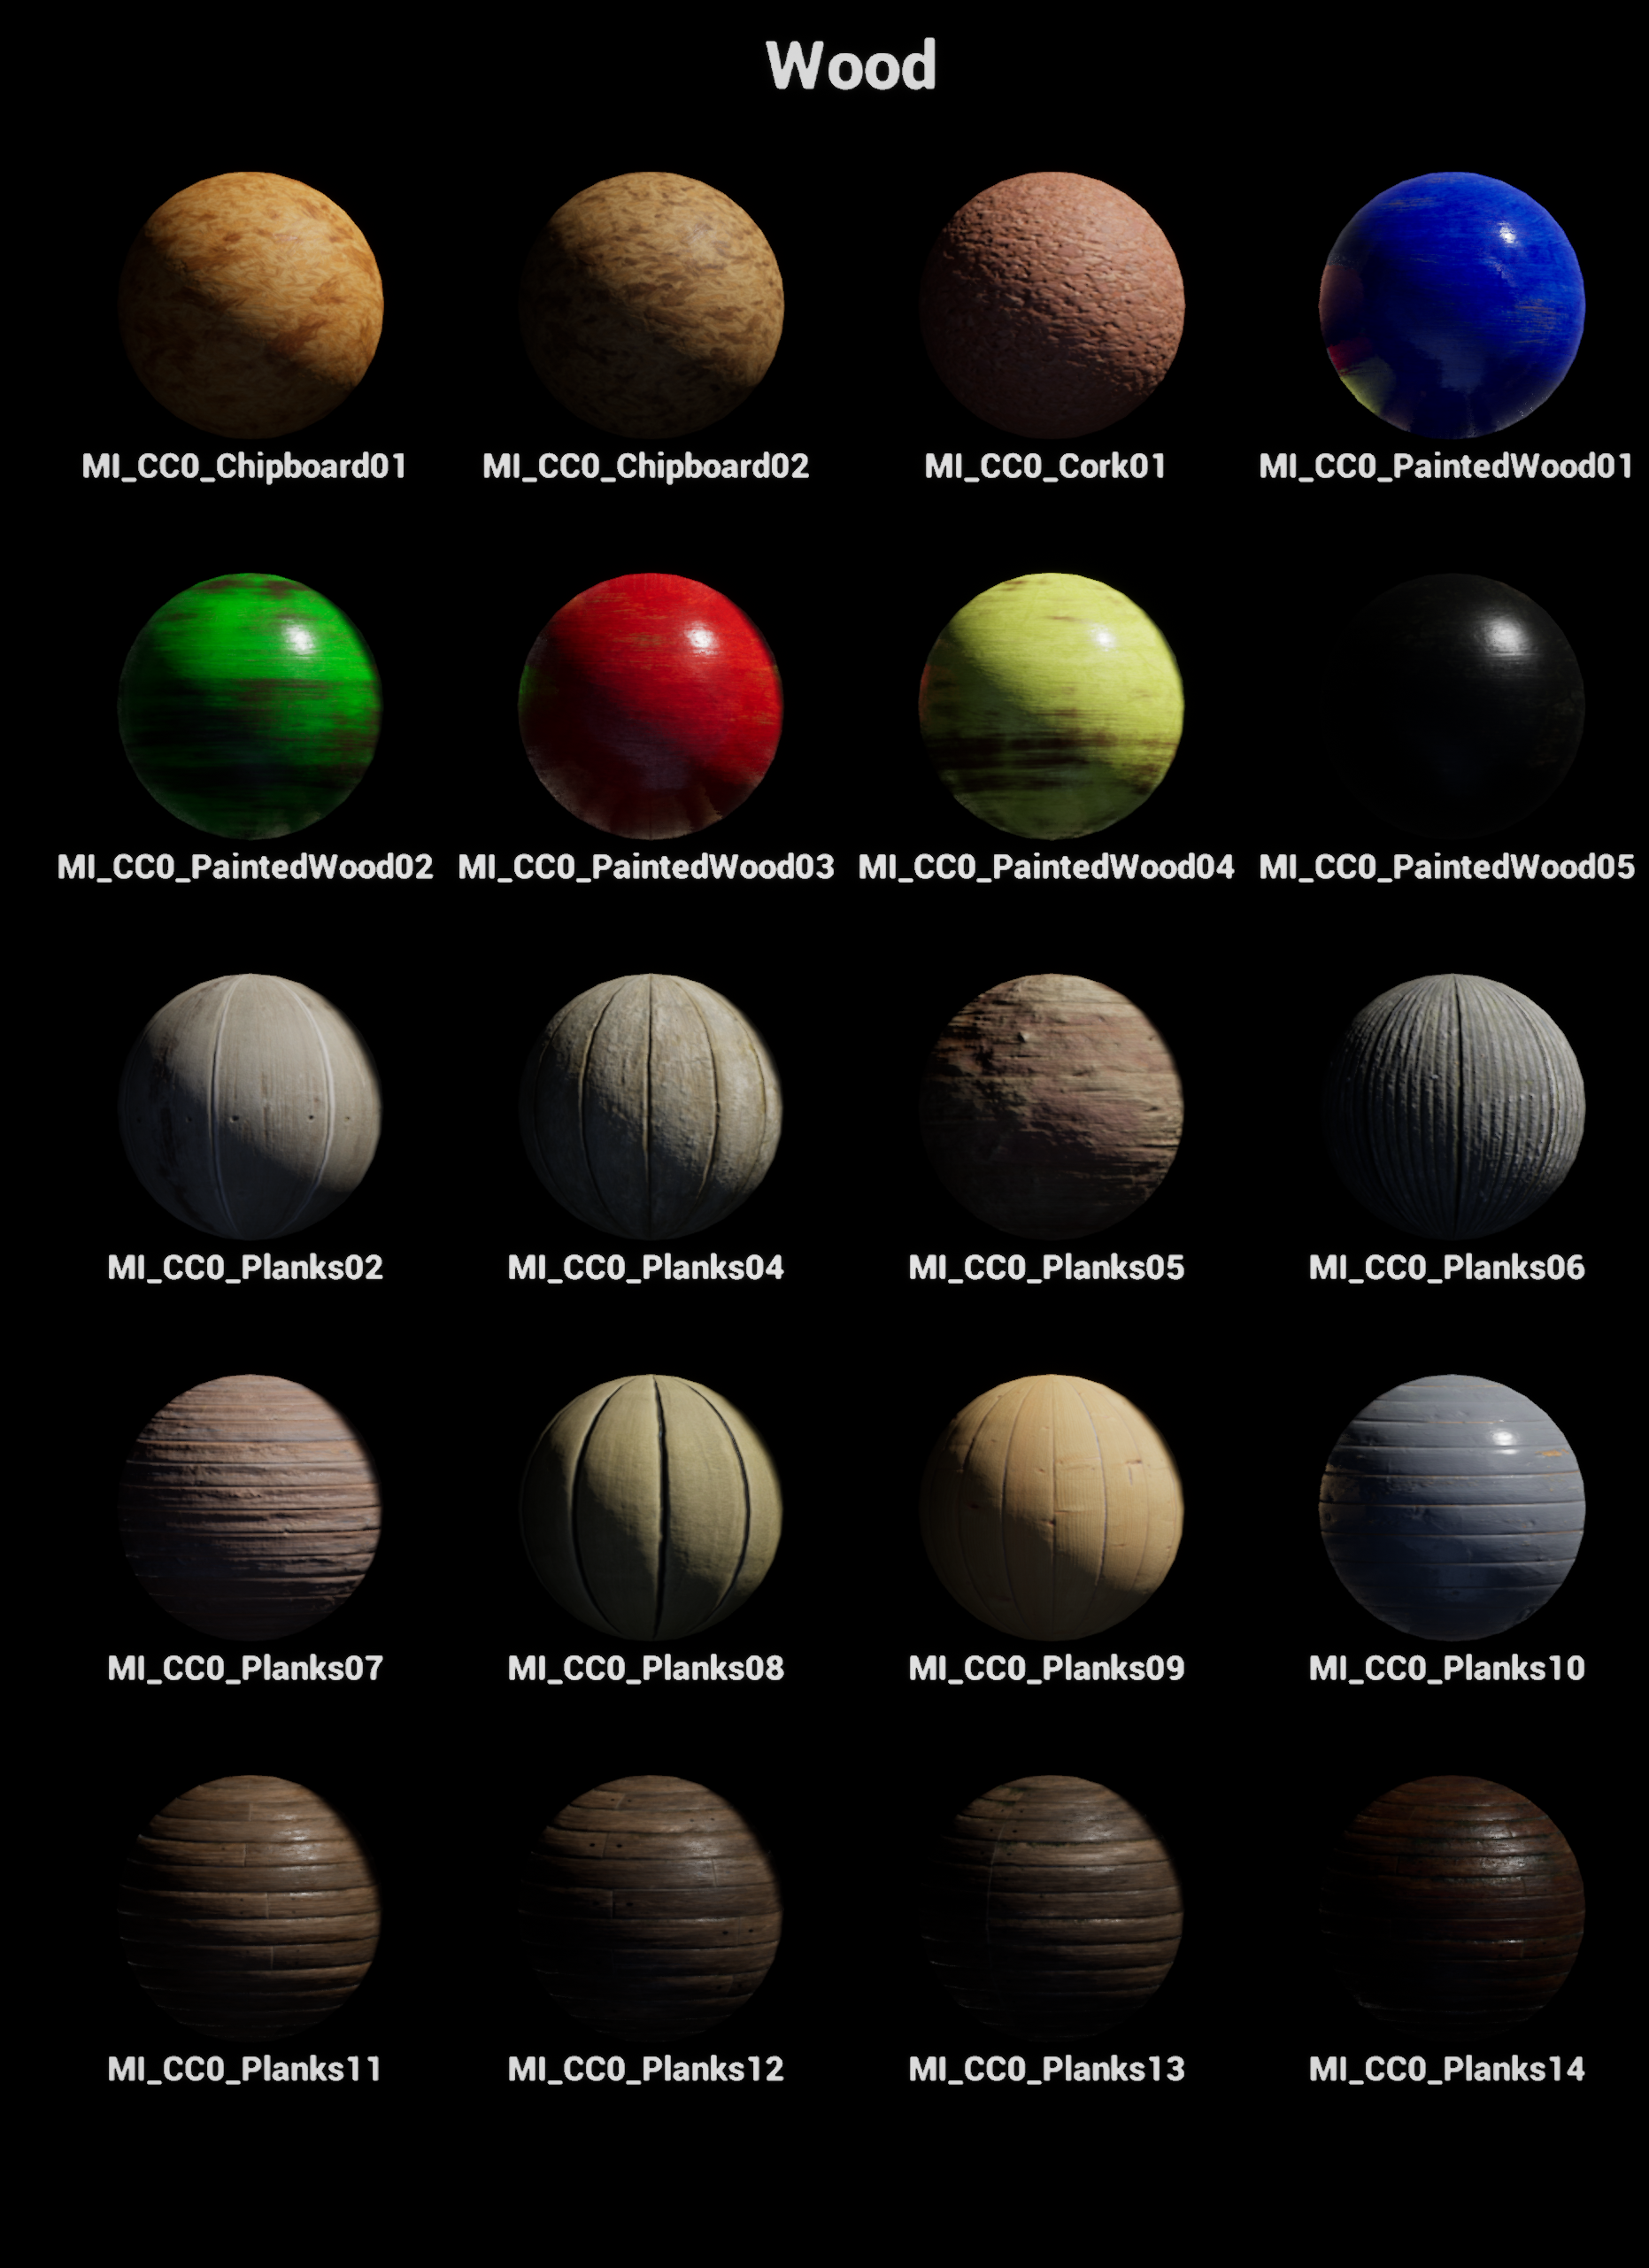 Wood
MI_CC0_Chipboard01 MI_CC0_Chipboard02 MI_CC0_Cork01 MI_CC0_PaintedWood01
MI_CC0_PaintedWood02 MI_CC0_PaintedWood03 MI_CC0_PaintedWood04 MI_CC0_PaintedWood05
MI_CC0_Planks02 MI_CC0_Planks04 MI_CC0_Planks05 MI_CC0_Planks06
MI_CC0_Planks07 MI_CC0_Planks08 MI_CC0_Planks09 MI_CC0_Planks10
MI_CC0_Planks11 MI_CC0_Planks12 MI_CC0_Planks13 MI_CC0_Planks14